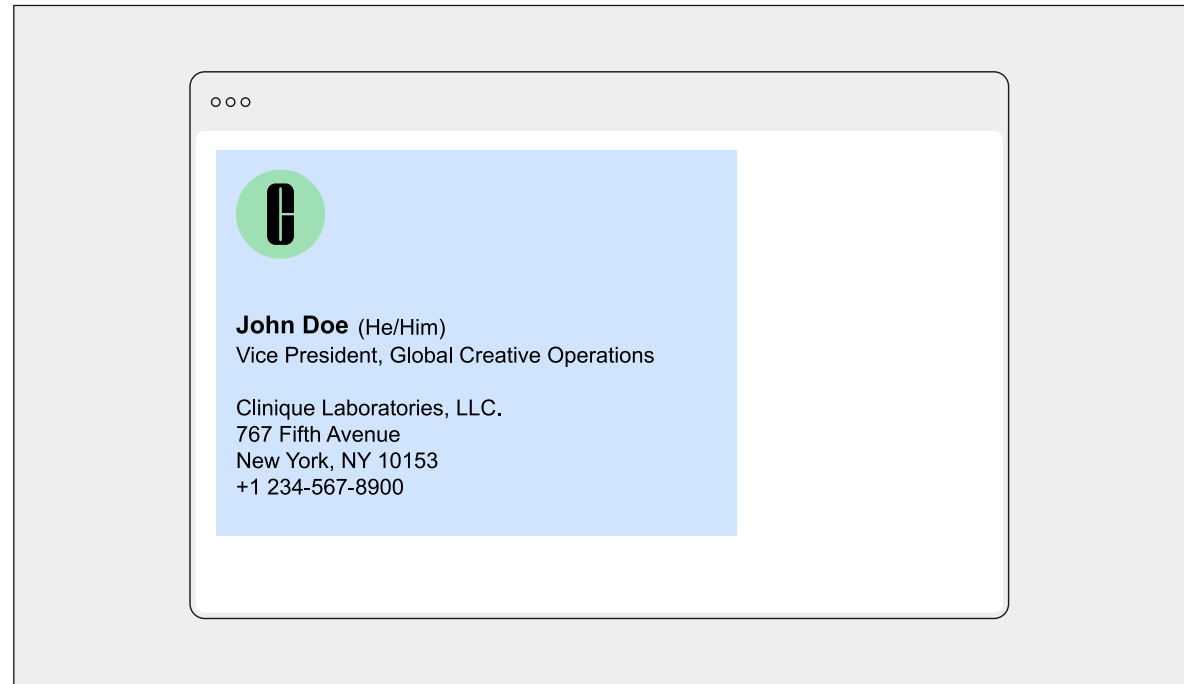 C
John Doe (He/Him)
Vice President, Global Creative Operations
Clinique Laboratories, LLC.
767 Fifth Avenue
New York, NY 10153
+1 234-567-8900